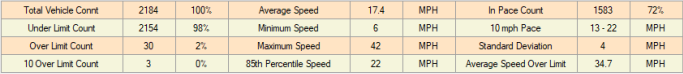 Total Vehicle Connt 2184 100% Average Speed 17.4 MPH In Pace Count 1583 72%
Under Limit Count 2154 98% Minimum Speed 6 MPH 10 mph Pace 13 - 22 MPH
Over Limit Count 30 2% Maximum Speed 42 MPH Standard Deviation 4 MPH
10 Over Limit Count 3 0% 85th Percentile Speed 22 MPH Average Speed Over Limit 34.7 MPH